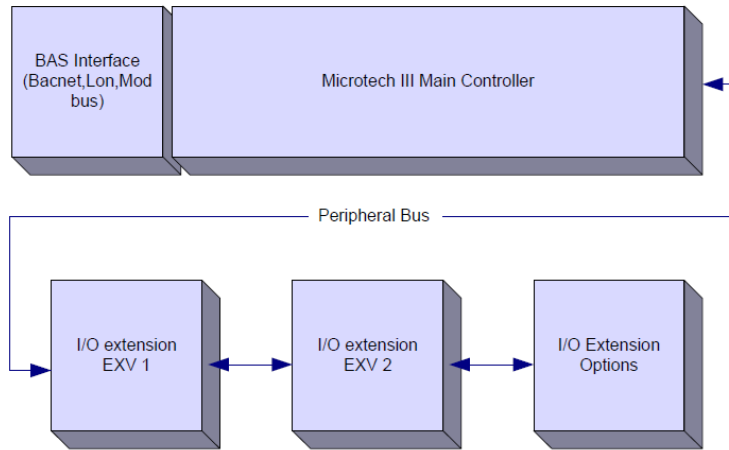 BAS Interface
(Bacnet,Lon,Mod
bus)
Microtech III Main Controller
Peripheral Bus
I/O extension
EXV 1
I/O extension
EXV 2
I/O Extension
Options